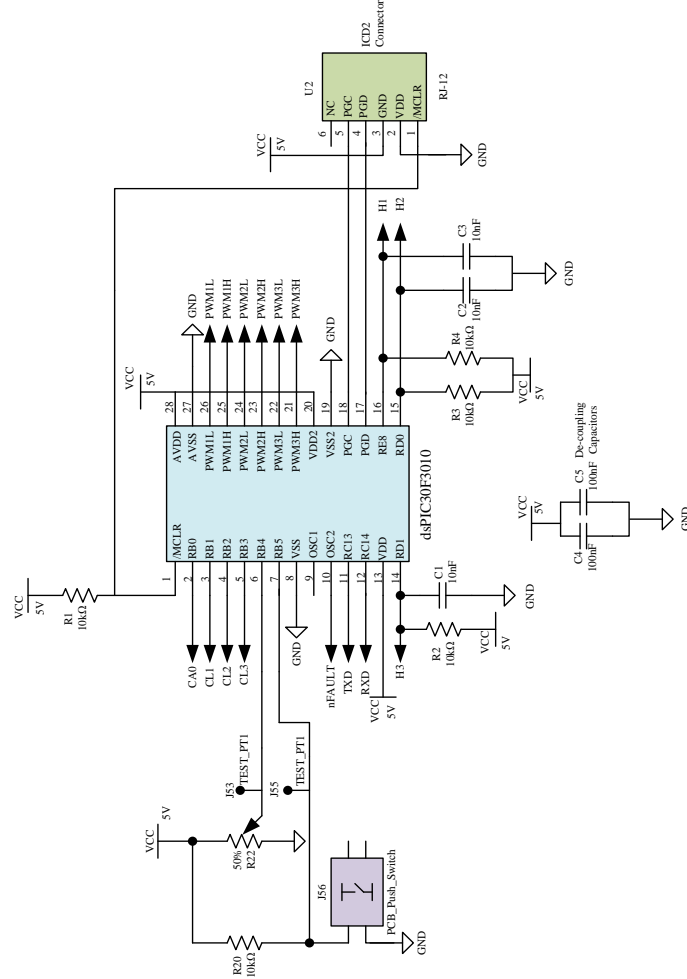 VCC
5V
R20
10kΩ
50%
R22
J53
TEST_PT1
J55
TEST_PT1
J56
PCB_Push_Switch
GND
VCC
5V
R1
10kΩ
CA0
CL1
CL2
CL3
GND
nFAULT
TXD
RXD
VCC
5V
H3
R2
10kΩ
VCC
5V
C1
10nF
GND
1 /MCLR
2 RB0
3 RB1
4 RB2
5 RB3
6 RB4
7 RB5
8 VSS
9 OSC1
10 OSC2
11 RC13
12 RC14
13 VDD
14 RD1
dsPIC30F3010
AVDD 28
AVSS 27
PWM1L 26
PWM1H 25
PWM2L 24
PWM2H 23
PWM3L 22
PWM3H 21
VDD2 20
VSS2 19
PGC 18
PGD 17
RE8 16
RD0 15
VCC
5V
GND
PWM1L
PWM1H
PWM2L
PWM2H
PWM3L
PWM3H
GND
R3
10kΩ
R4
10kΩ
VCC
5V
C2
10nF
C3
10nF
GND
H1
H2
VCC
5V
GND
U2
6 NC
5 PGC
4 PGD
3 GND
2 VDD
1 /MCLR
RJ-12
ICD2
Connector
VCC
5V
C4
100nF
C5
100nF
De-coupling
Capacitors
GND